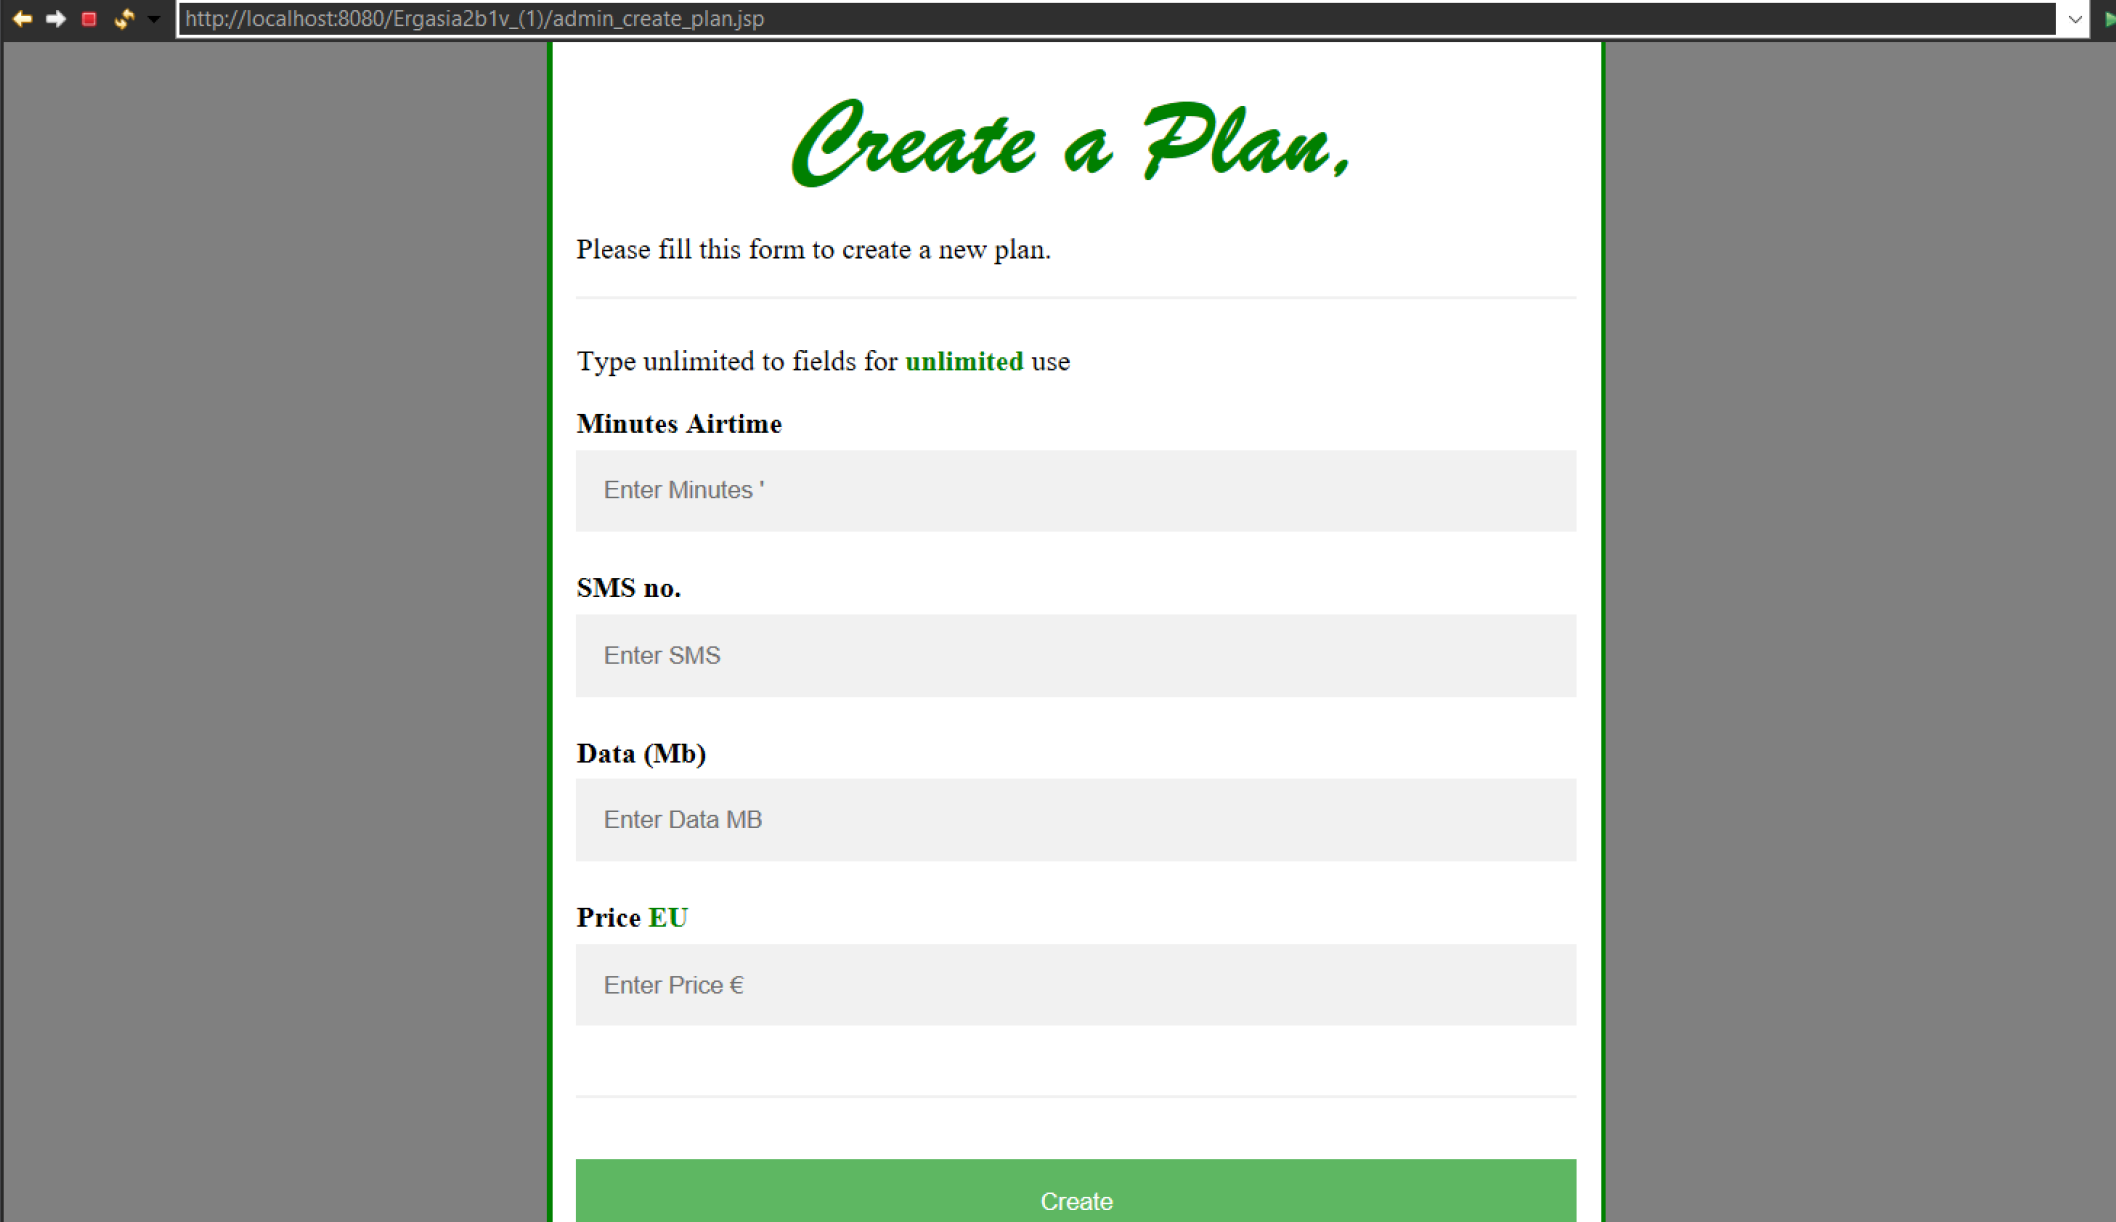 http://localhost:8080/Ergasia2b1v_(1)/admin_create_plan.jsp
Create a Plan,
Please fill this form to create a new plan.
Type unlimited to fields for unlimited use
Minutes Airtime
Enter Minutes '
SMS no.
Enter SMS
Data (Mb)
Enter Data MB
Price EU
Enter Price €
Create